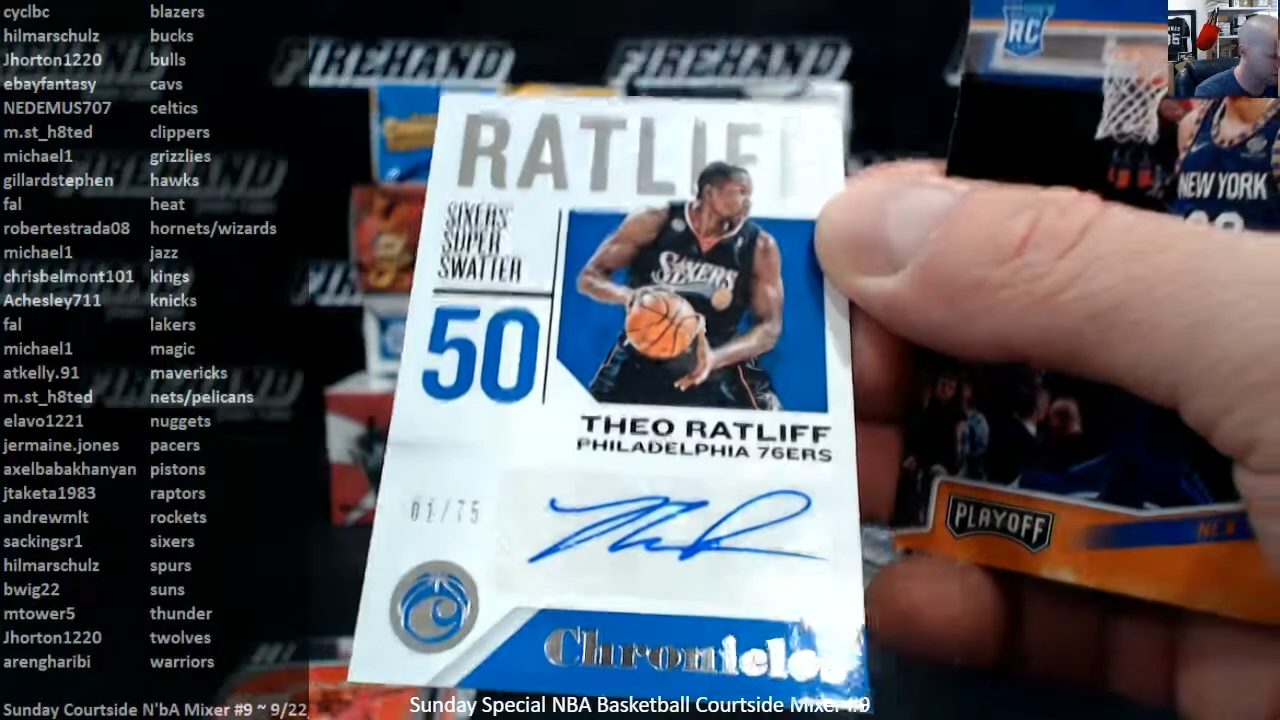 cyclbc blazers
hilmarschulz bucks
Jhorton1220 bulls
ebayfantasy cavs
NEDEMUS707 celtics
m.st_h8ted clippers
michael1 grizzlies
gillardstephen hawks
fal heat
robertestrada08 hornets/wizards
michael1 jazz
chrisbelmont101 kings
Achesley711 knicks
fal lakers
michael1 magic
atkelly.91 mavericks
m.st_h8ted nets/pelicans
elavo1221 nuggets
jermaine.jones pacers
axelbabakhanyan pistons
jtaketa1983 raptors
andrewmlt rockets
sackingsr1 sixers
hilmarschulz spurs
bwig22 suns
mtower5 thunder
Jhorton1220 twolves
arengharibi warriors
Sunday Courtside N'bA Mixer #9 ~ 9/22
FIREHAND FIREHAND
RATLIFF
SIXERS'
SUPER
SWATTER
50
SIXERS
THEO RATLIFF
PHILADELPHIA 76ERS
01/75
Chronicles
RC
NEW YORK
PLAYOFF
NEW
Sunday Special NBA Basketball Courtside Mixer #9